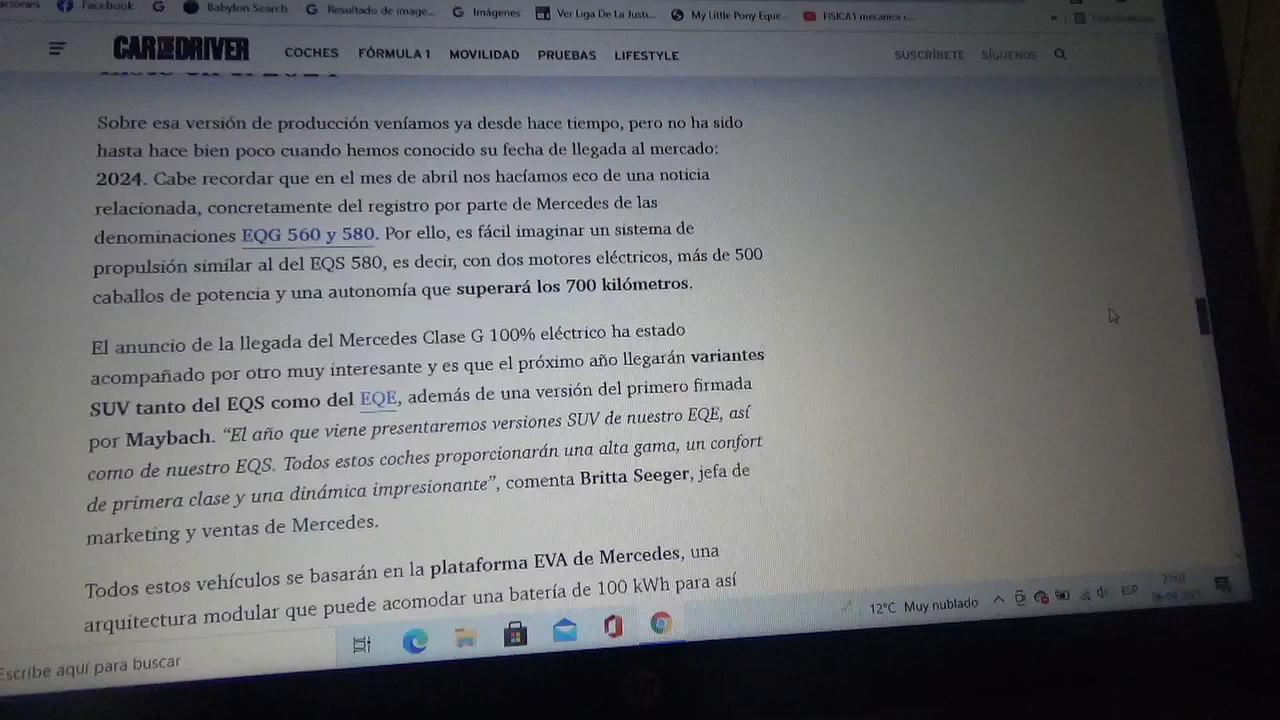 Facebook
Babylon Search
Resultado de image...
Imágenes
Ver Liga De La Justi...
My Little Pony Eque...
FISICA1 mecanica c...
»
CAR AND DRIVER
COCHES
FÓRMULA 1
MOVILIDAD
PRUEBAS
LIFESTYLE
SUSCRÍBETE
SÍGUENOS
Sobre esa versión de producción veníamos ya desde hace tiempo, pero no ha sido
hasta hace bien poco cuando hemos conocido su fecha de llegada al mercado:
2024. Cabe recordar que en el mes de abril nos hacíamos eco de una noticia
relacionada, concretamente del registro por parte de Mercedes de las
denominaciones EQG 560 y 580. Por ello, es fácil imaginar un sistema de
propulsión similar al del EQS 580, es decir, con dos motores eléctricos, más de 500
caballos de potencia y una autonomía que superará los 700 kilómetros.
El anuncio de la llegada del Mercedes Clase G 100% eléctrico ha estado
acompañado por otro muy interesante y es que el próximo año llegarán variantes
SUV tanto del EQS como del EQE, además de una versión del primero firmada
por Maybach. “El año que viene presentaremos versiones SUV de nuestro EQE, así
como de nuestro EQS. Todos estos coches proporcionarán una alta gama, un confort
de primera clase y una dinámica impresionante”, comenta Britta Seeger, jefa de
marketing y ventas de Mercedes.
Todos estos vehículos se basarán en la plataforma EVA de Mercedes, una
arquitectura modular que puede acomodar una batería de 100 kWh para así
Escribe aquí para buscar
12°C Muy nublado
ESP